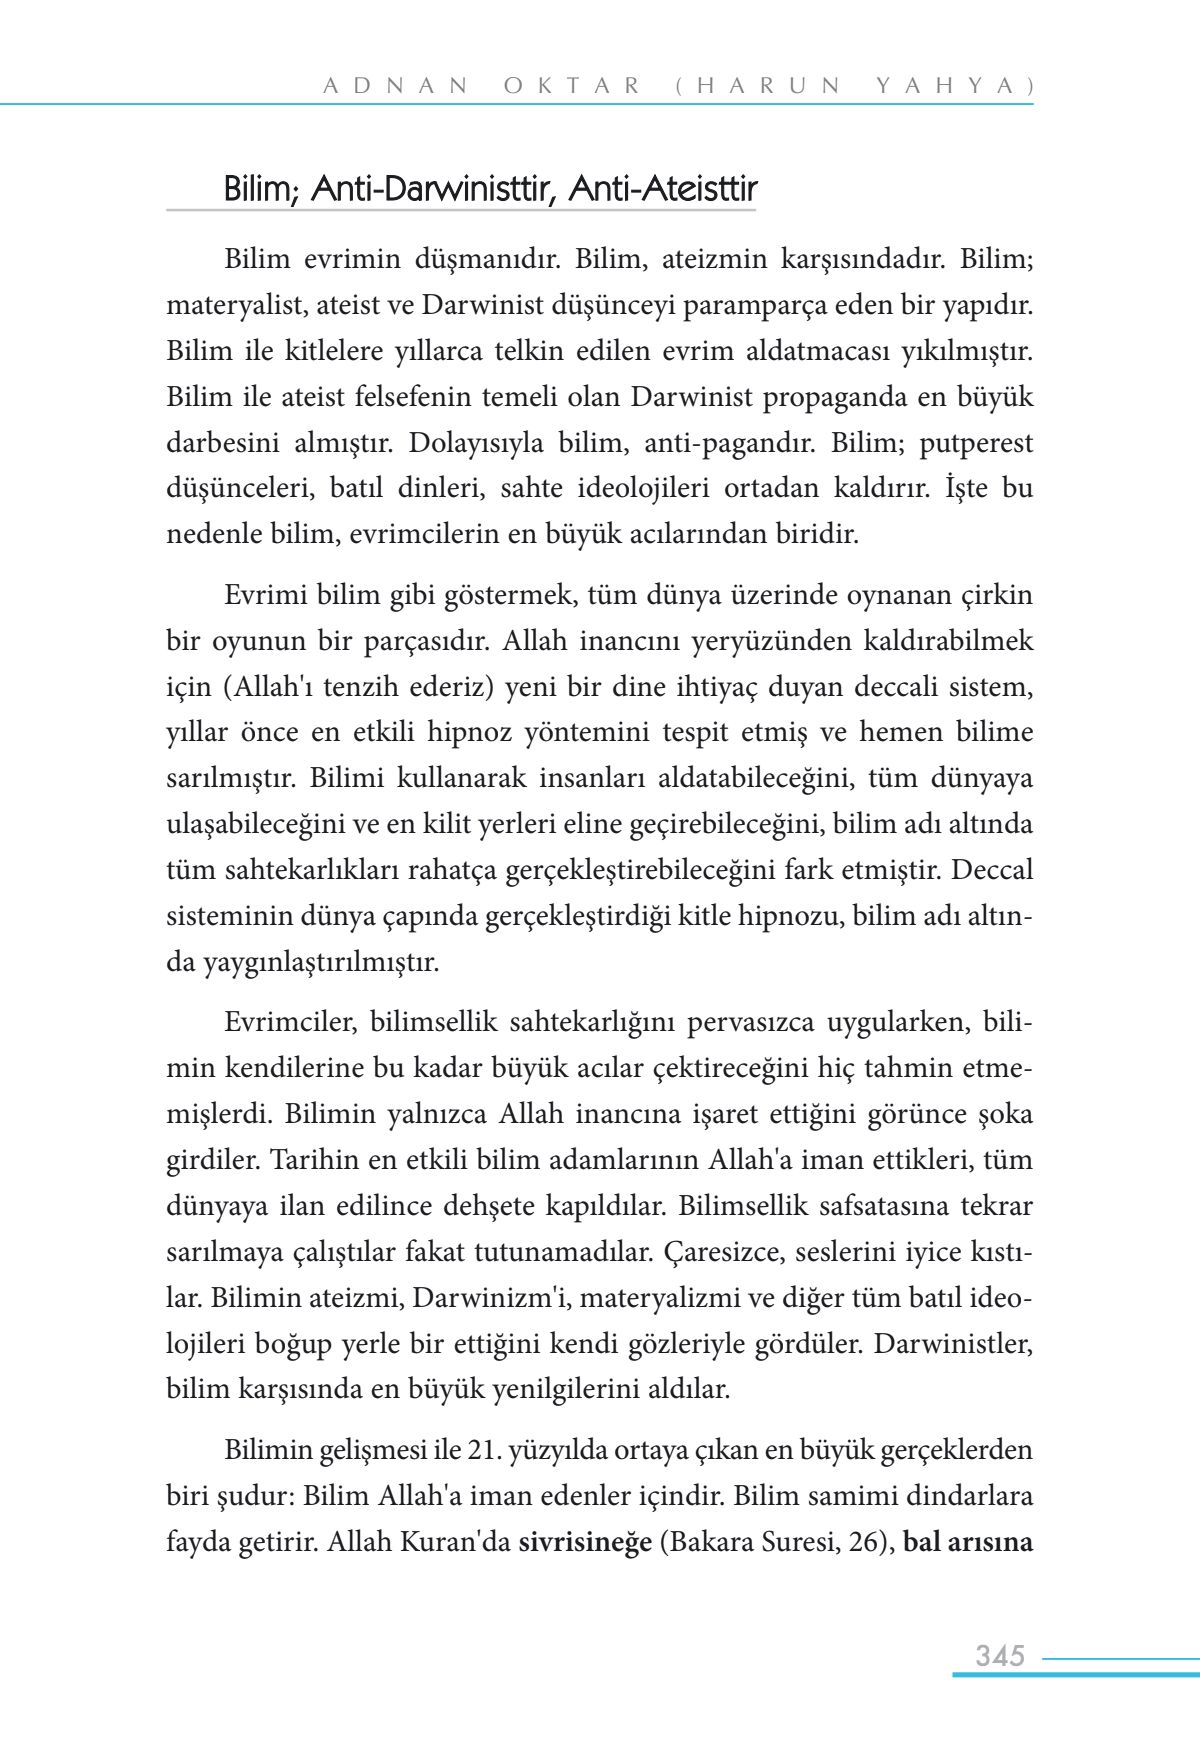 ADNAN OKTAR (HARUN YAHYA)
Bilim; Anti-Darwinisttir, Anti-Ateisttir
Bilim evrimin düşmanıdır. Bilim, ateizmin karşısındadır. Bilim;
materyalist, ateist ve Darwinist düşünceyi paramparça eden bir yapıdır.
Bilim ile kitlelere yıllarca telkin edilen evrim aldatmacası yıkılmıştır.
Bilim ile ateist felsefenin temeli olan Darwinist propaganda en büyük
darbesini almıştır. Dolayısıyla bilim, anti-pagandır. Bilim; putperest
düşünceleri, batıl dinleri, sahte ideolojileri ortadan kaldırır. İşte bu
nedenle bilim, evrimcilerin en büyük acılarından biridir.
Evrimi bilim gibi göstermek, tüm dünya üzerinde oynanan çirkin
bir oyunun bir parçasıdır. Allah inancını yeryüzünden kaldırabilmek
için (Allah'ı tenzih ederiz) yeni bir dine ihtiyaç duyan deccali sistem,
yıllar önce en etkili hipnoz yöntemini tespit etmiş ve hemen bilime
sarılmıştır. Bilimi kullanarak insanları aldatabileceğini, tüm dünyaya
ulaşabileceğini ve en kilit yerleri eline geçirebileceğini, bilim adı altında
tüm sahtekarlıkları rahatça gerçekleştirebileceğini fark etmiştir. Deccal
sisteminin dünya çapında gerçekleştirdiği kitle hipnozu, bilim adı altın-
da yaygınlaştırılmıştır.
Evrimciler, bilimsellik sahtekarlığını pervasızca uygularken, bili-
min kendilerine bu kadar büyük acılar çektireceğini hiç tahmin etme-
mişlerdi. Bilimin yalnızca Allah inancına işaret ettiğini görünce şoka
girdiler. Tarihin en etkili bilim adamlarının Allah'a iman ettikleri, tüm
dünyaya ilan edilince dehşete kapıldılar. Bilimsellik safsatasına tekrar
sarılmaya çalıştılar fakat tutunamadılar. Çaresizce, seslerini iyice kıstı-
lar. Bilimin ateizmi, Darwinizm'i, materyalizmi ve diğer tüm batıl ideo-
lojileri boğup yerle bir ettiğini kendi gözleriyle gördüler. Darwinistler,
bilim karşısında en büyük yenilgilerini aldılar.
Bilimin gelişmesi ile 21. yüzyılda ortaya çıkan en büyük gerçeklerden
biri şudur: Bilim Allah'a iman edenler içindir. Bilim samimi dindarlara
fayda getirir. Allah Kuran'da sivrisineğe (Bakara Suresi, 26), bal arısına
345